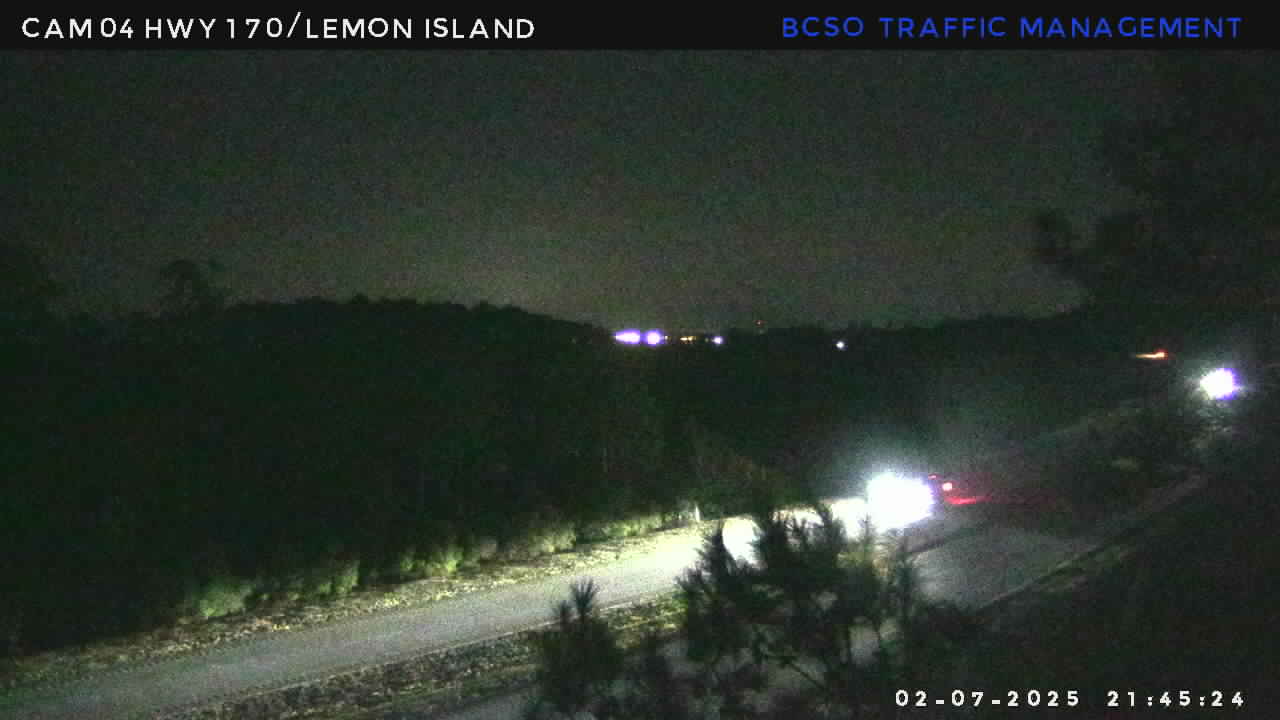 CAM04 HWY 170/LEMON ISLAND
BCSO TRAFFIC MANAGEMENT
02-07-2025 21:45:24